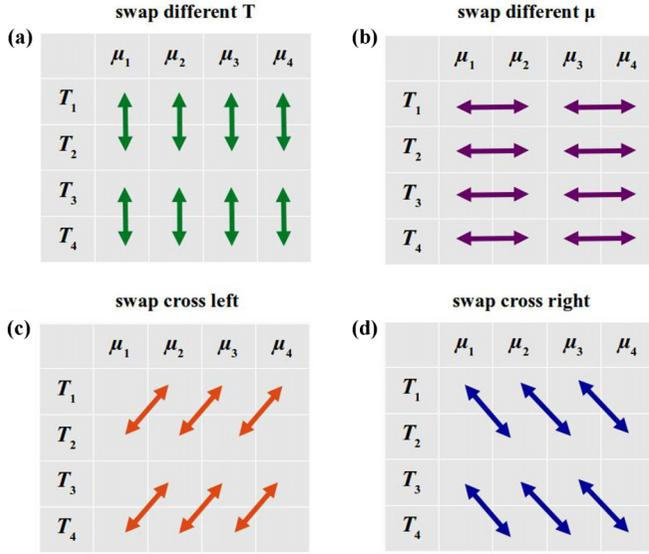 swap different T
(a)
μ1 μ2 μ3 μ4
T1
T2
T3
T4
swap different μ
(b)
μ1 μ2 μ3 μ4
T1
T2
T3
T4
swap cross left
(c)
μ1 μ2 μ3 μ4
T1
T2
T3
T4
swap cross right
(d)
μ1 μ2 μ3 μ4
T1
T2
T3
T4